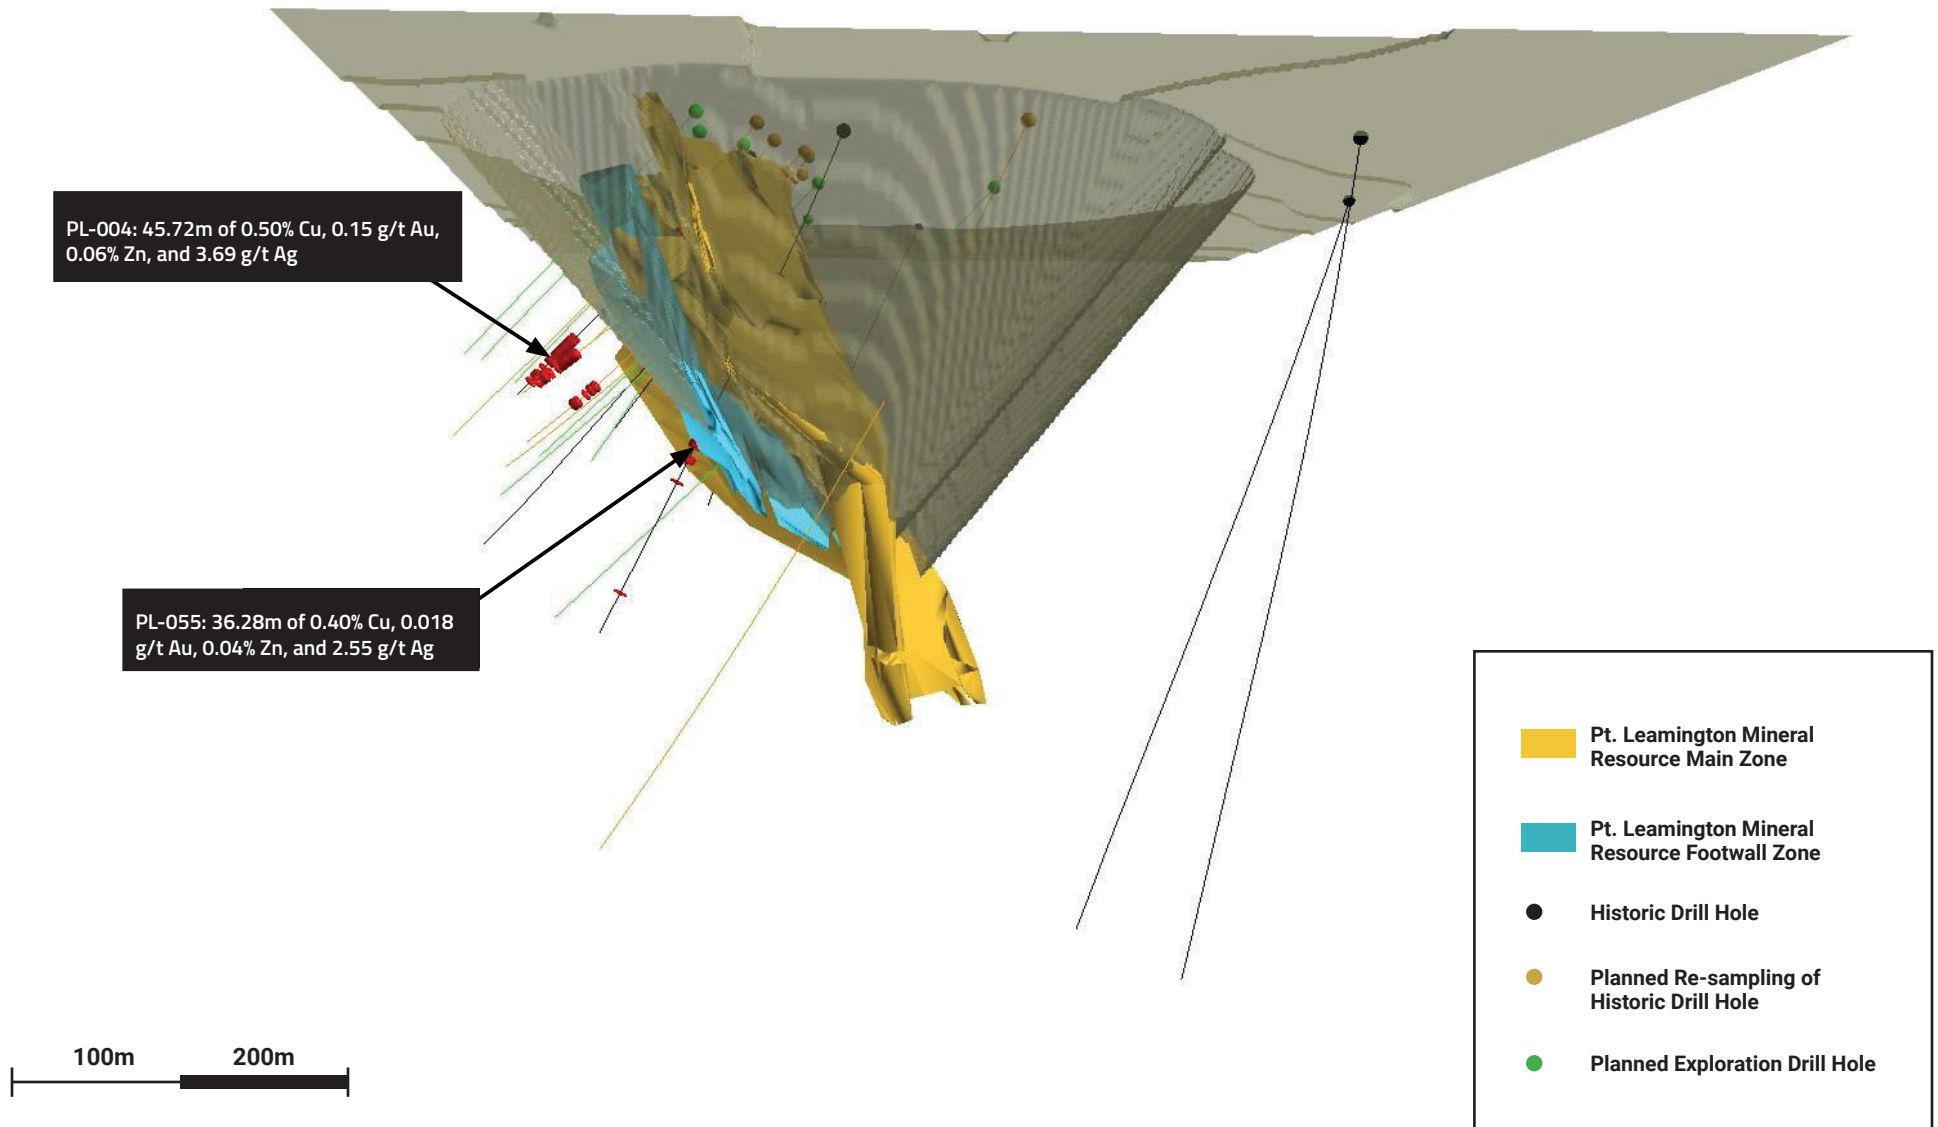 PL-004: 45.72m of 0.50% Cu, 0.15 g/t Au,
0.06% Zn, and 3.69 g/t Ag
PL-055: 36.28m of 0.40% Cu, 0.018
g/t Au, 0.04% Zn, and 2.55 g/t Ag
Pt. Leamington Mineral
Resource Main Zone
Pt. Leamington Mineral
Resource Footwall Zone
Historic Drill Hole
Planned Re-sampling of
Historic Drill Hole
Planned Exploration Drill Hole
100m 200m